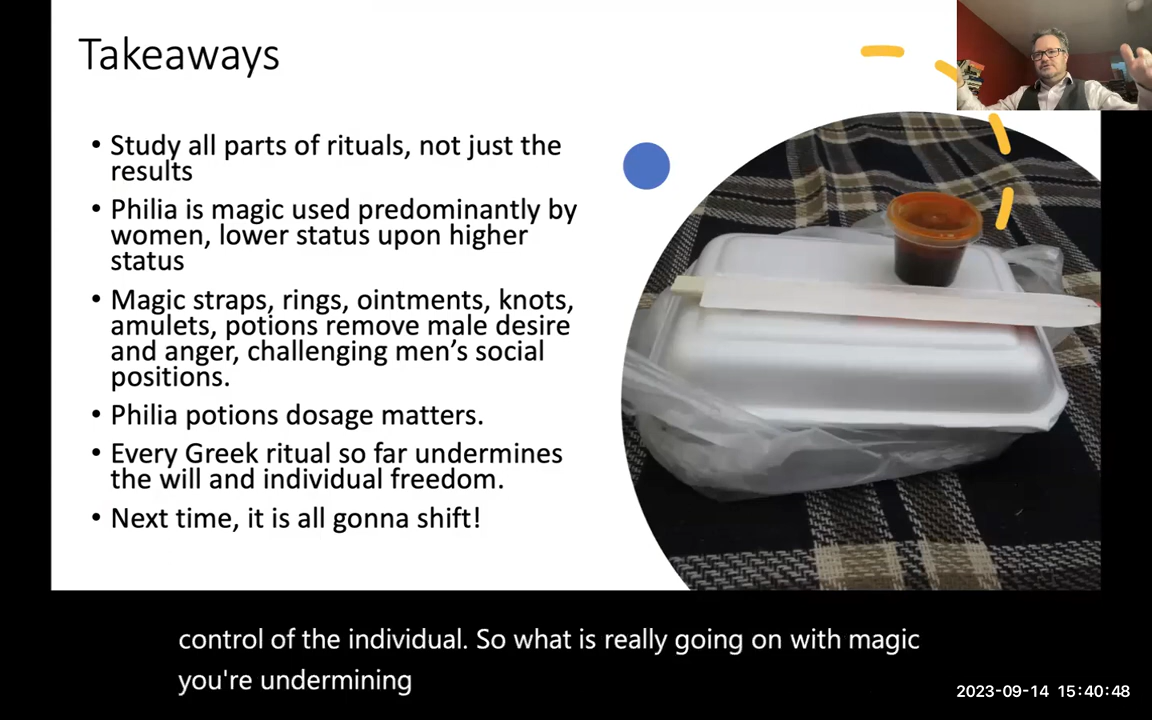 Takeaways
• Study all parts of rituals, not just the
results
• Philia is magic used predominantly by
women, lower status upon higher
status
• Magic straps, rings, ointments, knots,
amulets, potions remove male desire
and anger, challenging men’s social
positions.
• Philia potions dosage matters.
• Every Greek ritual so far undermines
the will and individual freedom.
• Next time, it is all gonna shift!
control of the individual. So what is really going on with magic
you're undermining
2023-09-14 15:40:48